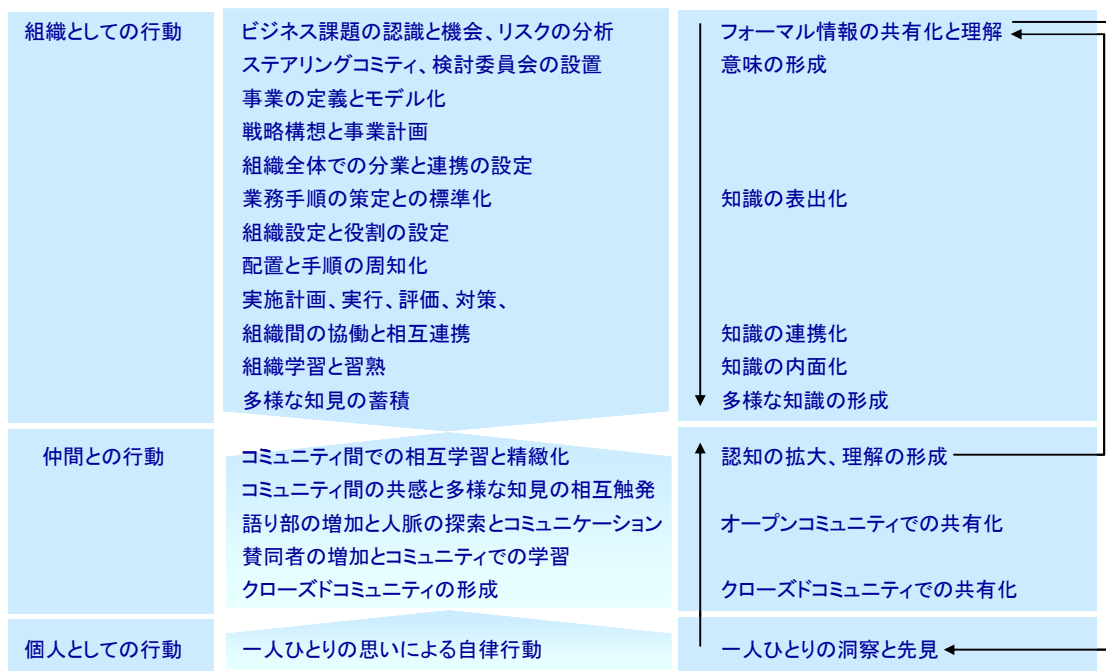 組織としての行動
ビジネス課題の認識と機会、リスクの分析
ステアリングコミティ、検討委員会の設置
事業の定義とモデル化
戦略構想と事業計画
組織全体での分業と連携の設定
業務手順の策定との標準化
組織設定と役割の設定
配置と手順の周知化
実施計画、実行、評価、対策、
組織間の協働と相互連携
組織学習と習熟
多様な知見の蓄積
フォーマル情報の共有化と理解
意味の形成
知識の表出化
知識の連携化
知識の内面化
多様な知識の形成
仲間との行動
コミュニティ間での相互学習と精緻化
コミュニティ間の共感と多様な知見の相互触発
語り部の増加と人脈の探索とコミュニケーション
賛同者の増加とコミュニティでの学習
クローズドコミュニティの形成
認知の拡大、理解の形成
オープンコミュニティでの共有化
クローズドコミュニティでの共有化
個人としての行動
一人ひとりの思いによる自律行動
一人ひとりの洞察と先見